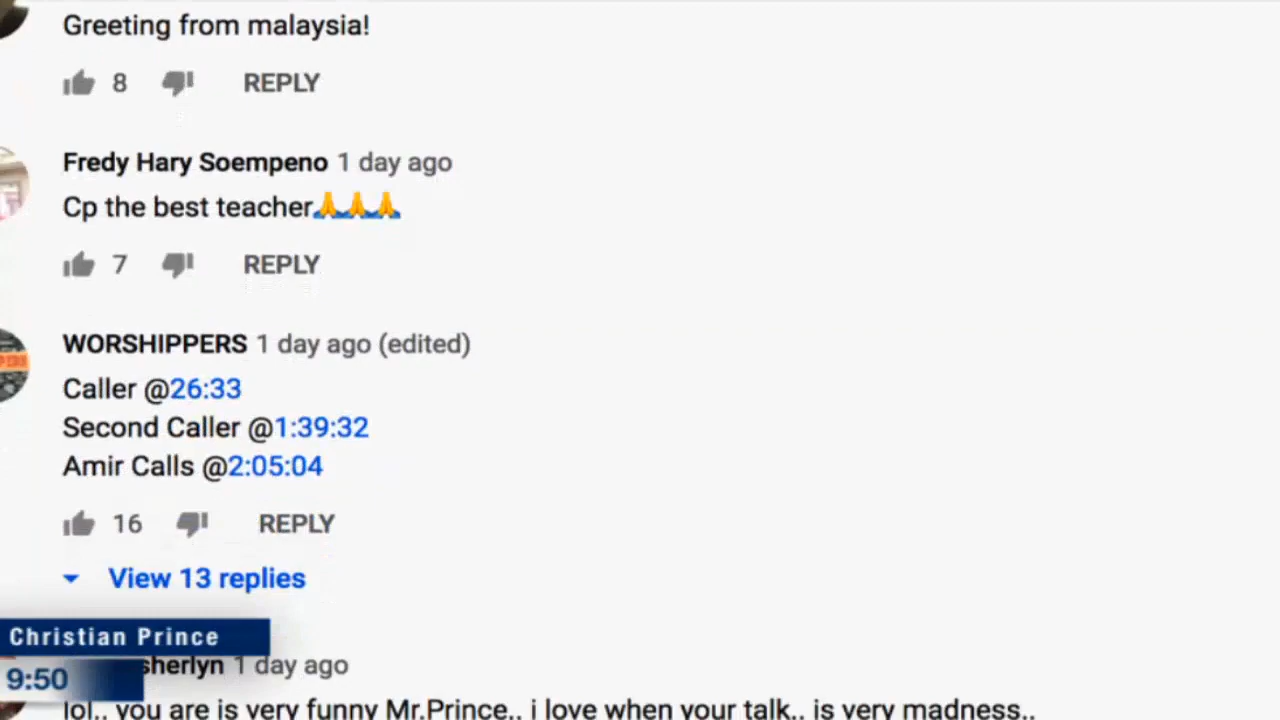 Greeting from malaysia!
8 REPLY
Fredy Hary Soempeno 1 day ago
Cp the best teacher🙏🙏🙏
7 REPLY
WORSHIPPERS 1 day ago (edited)
Caller @26:33
Second Caller @1:39:32
Amir Calls @2:05:04
16 REPLY
View 13 replies
Christian Prince
sherlyn 1 day ago
9:50
lol.. you are is very funny Mr.Prince.. i love when your talk.. is very madness..